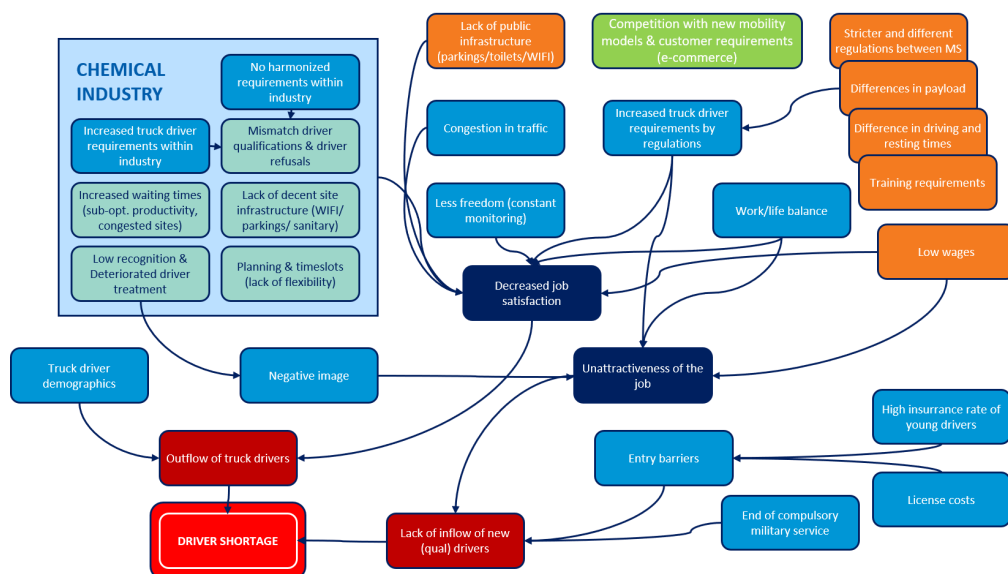 CHEMICAL
INDUSTRY
No harmonized
requirements within
industry
Increased truck driver
requirements within
industry
Mismatch driver
qualifications & driver
refusals
Increased waiting times
(sub-opt. productivity,
congested sites)
Lack of decent site
infrastructure (WIFI/
parkings/ sanitary)
Low recognition &
Deteriorated driver
treatment
Planning & timeslots
(lack of flexibility)
Lack of public
infrastructure
(parkings/toilets/WIFI)
Competition with new mobility
models & customer requirements
(e-commerce)
Stricter and different
regulations between MS
Differences in payload
Difference in driving and
resting times
Training requirements
Congestion in traffic
Increased truck driver
requirements by
regulations
Less freedom (constant
monitoring)
Work/life balance
Low wages
Decreased job
satisfaction
Truck driver
demographics
Negative image
Unattractiveness of the
job
High insurrance rate of
young drivers
Outflow of truck drivers
Entry barriers
License costs
DRIVER SHORTAGE
Lack of inflow of new
(qual) drivers
End of compulsory
military service